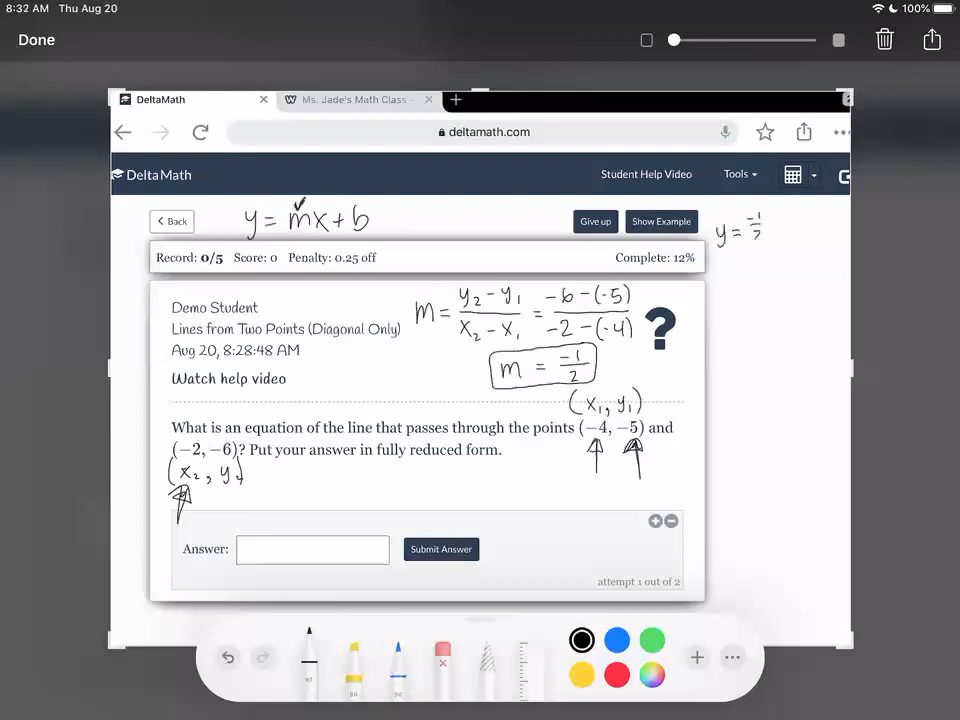 8:32 AM Thu Aug 20 100%
Done
DeltaMath Ms. Jade's Math Class -
deltamath.com
DeltaMath Student Help Video Tools
Back y = mx + b Give up Show Example y = -1/2
Record: 0/5 Score: 0 Penalty: 0.25 off Complete: 12%
Demo Student
Lines from Two Points (Diagonal Only)
Aug 20, 8:28:48 AM
Watch help video
m = y₂ - y₁ / x₂ - x₁ = -6 - (-5) / -2 - (-4) ?
m = -1/2
(x₁, y₁)
What is an equation of the line that passes through the points (−4, −5) and
(−2, −6)? Put your answer in fully reduced form.
(x₂, y₂)
Answer: Submit Answer
attempt 1 out of 2
97 80 50